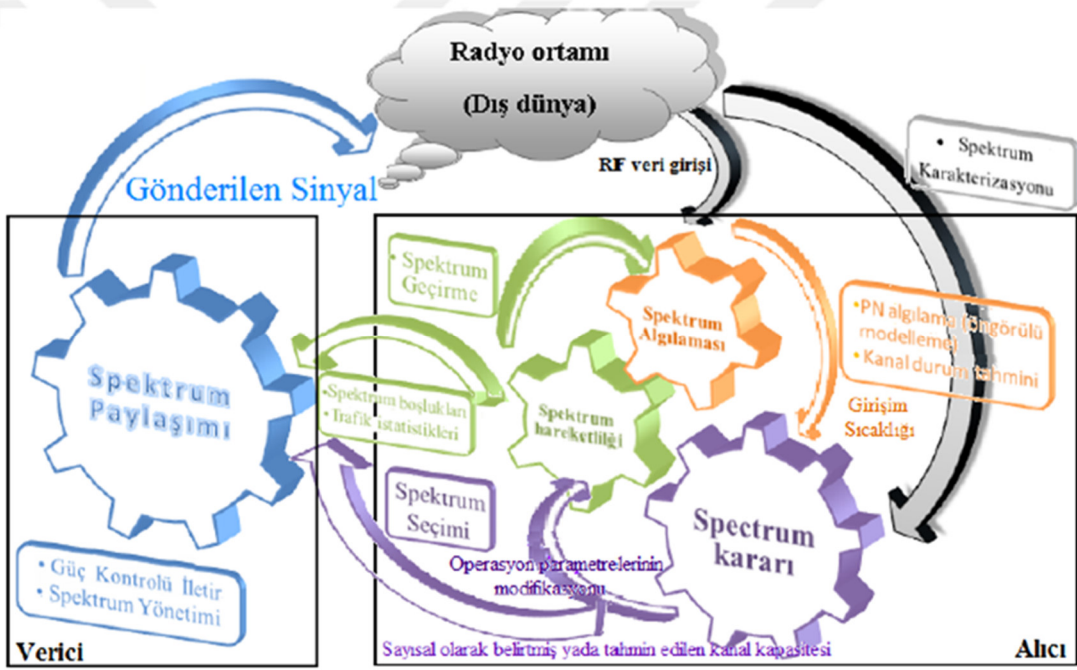 Radyo ortamı
(Dış dünya)
RF veri girişi
• Spektrum
Karakterizasyonu
Gönderilen Sinyal
• Spektrum
Geçirme
Spektrum
Algılaması
•PN algılama (öngörülü
modelleme)
• Kanal durum tahmini
Girişim
Sıcaklığı
Spektrum
Paylaşımı
•Spektrum boşlukları
• Trafik istatistikleri
Spektrum
hareketliliği
Spektrum
Seçimi
Spectrum
kararı
Operasyon parametrelerinin
modifikasyonu
• Güç Kontrolü İletir
• Spektrum Yönetimi
Verici
Sayısal olarak belirtmiş yada tahmin edilen kanal kapasitesi
Alıcı